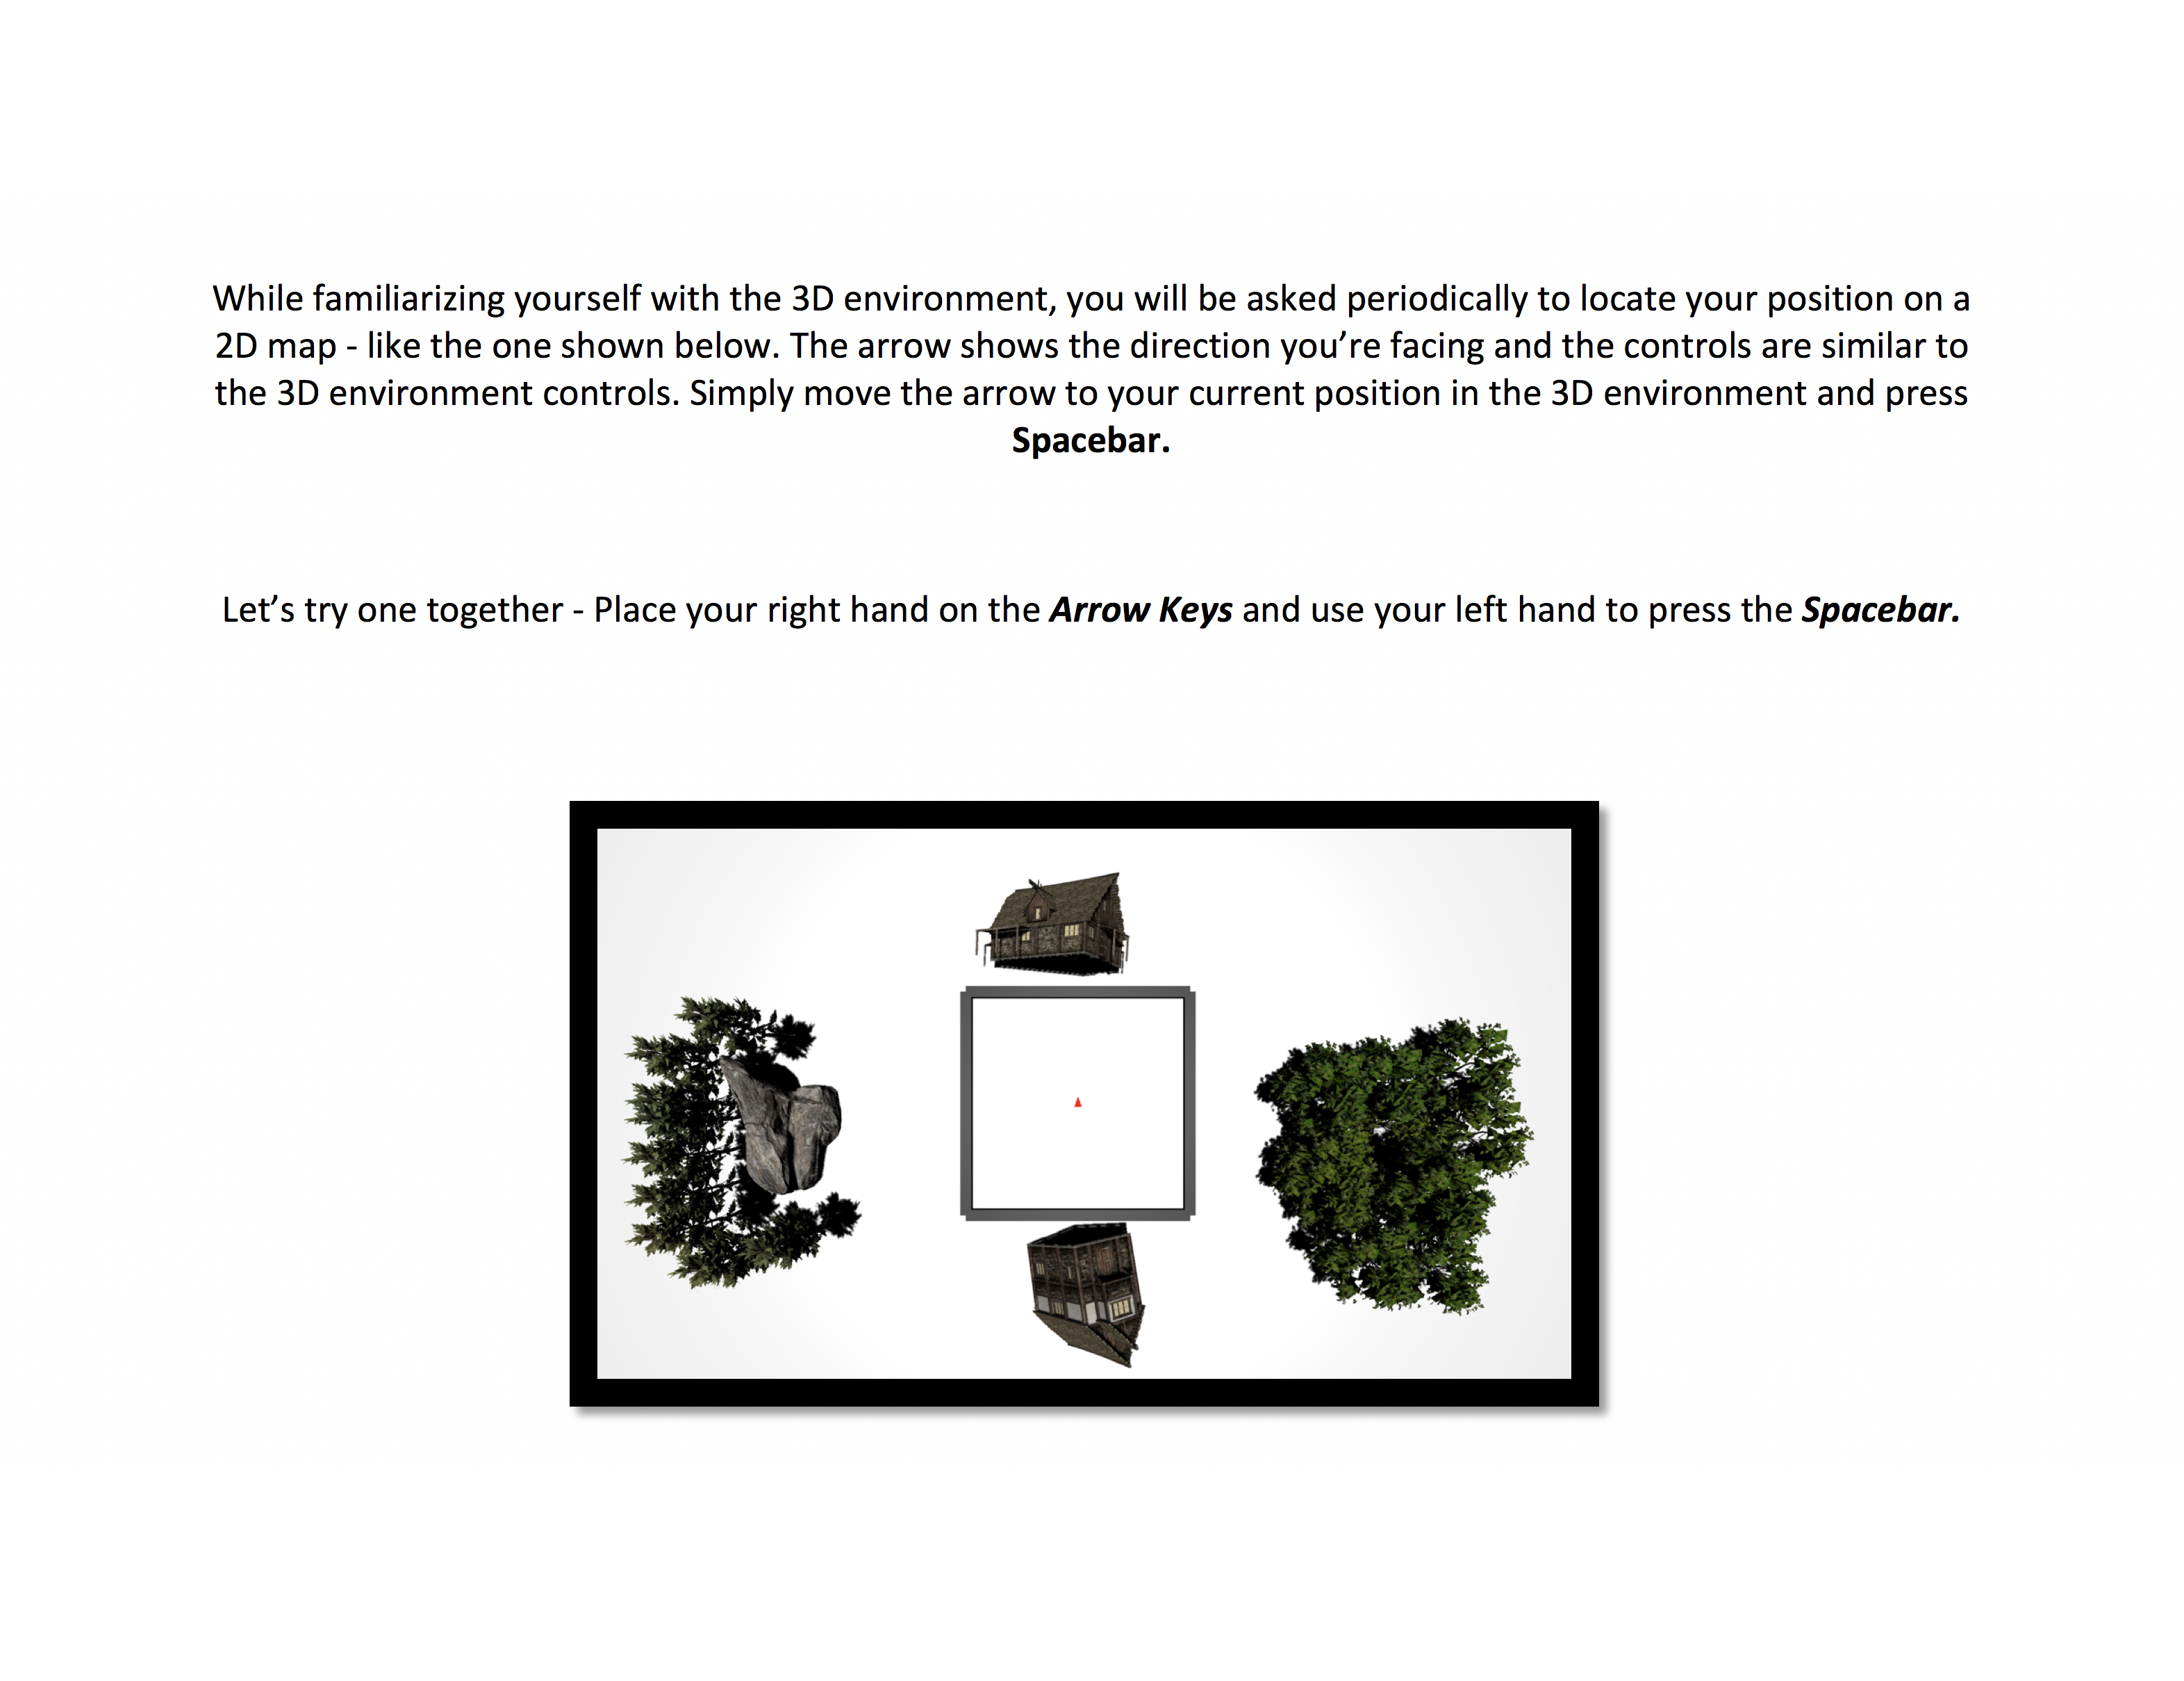 While familiarizing yourself with the 3D environment, you will be asked periodically to locate your position on a
2D map - like the one shown below. The arrow shows the direction you’re facing and the controls are similar to
the 3D environment controls. Simply move the arrow to your current position in the 3D environment and press
Spacebar.
Let’s try one together - Place your right hand on the Arrow Keys and use your left hand to press the Spacebar.